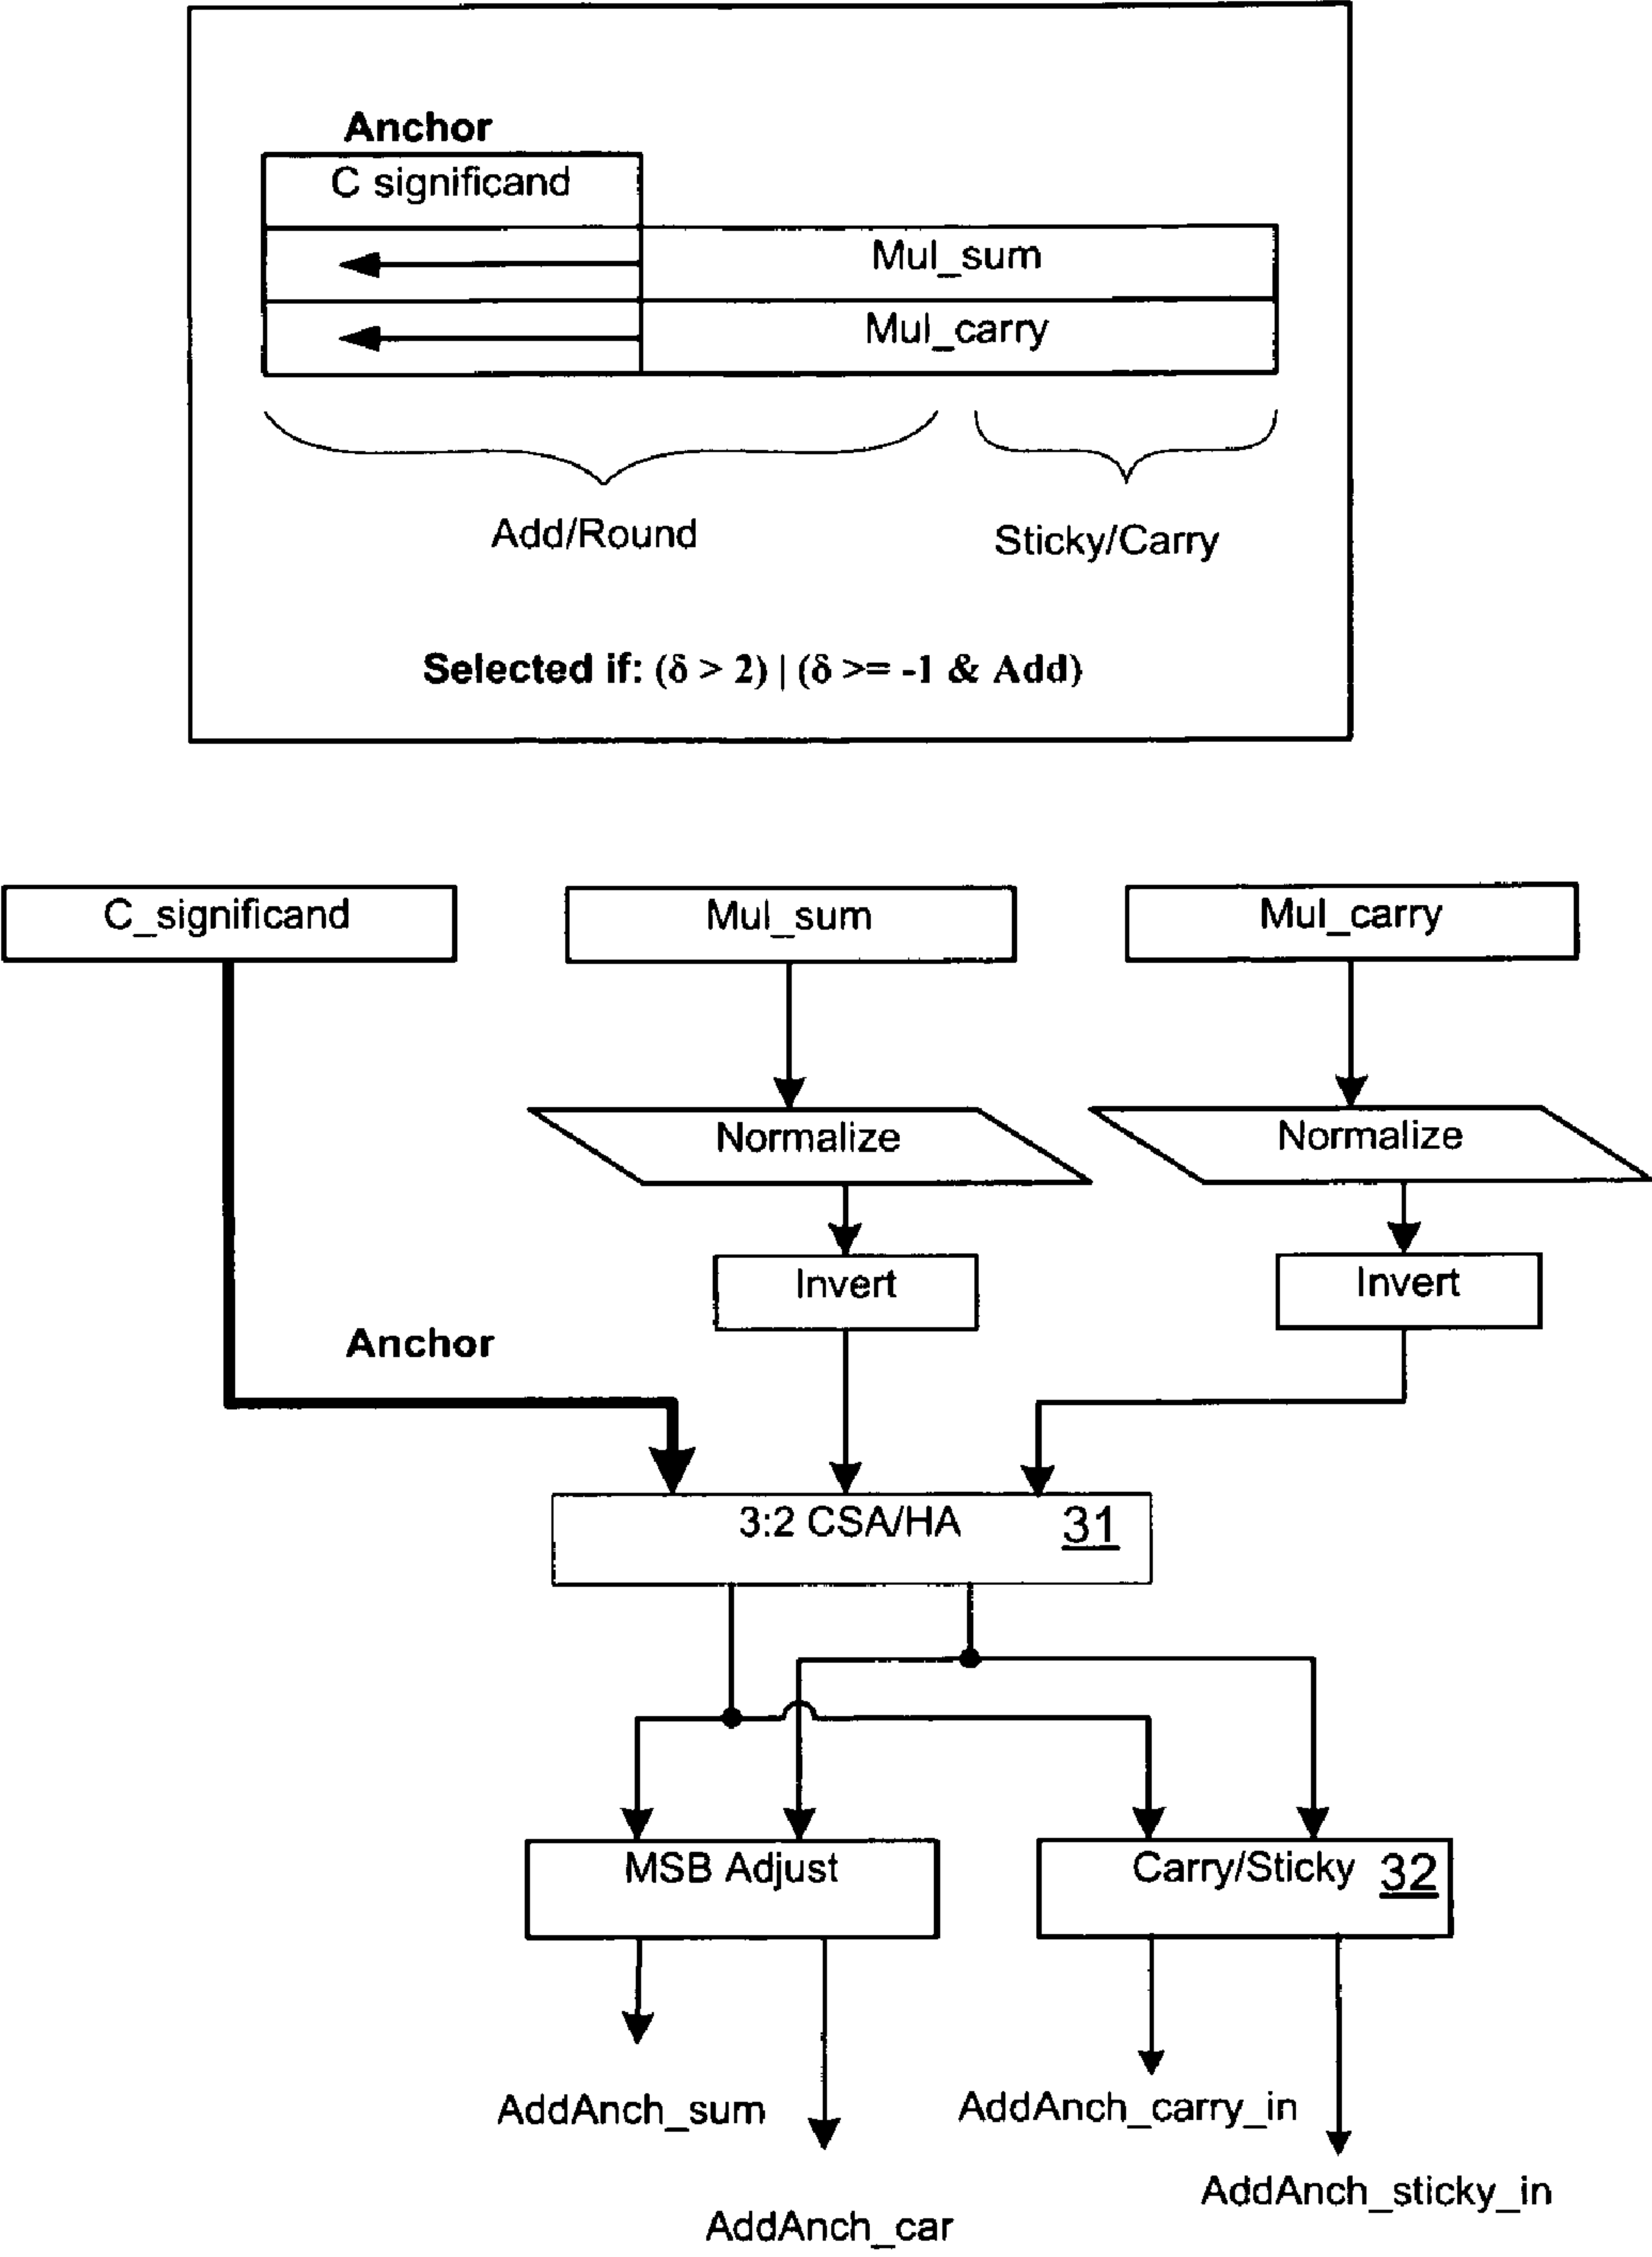 Anchor
C significand
Mul_sum
Mul_carry
Add/Round
Sticky/Carry
Selected if: (δ > 2) | (δ >= -1 & Add)
C_significand
Mul_sum
Mul_carry
Normalize
Normalize
Invert
Invert
Anchor
3:2 CSA/HA 31
MSB Adjust
Carry/Sticky 32
AddAnch_sum
AddAnch_carry_in
AddAnch_sticky_in
AddAnch_car